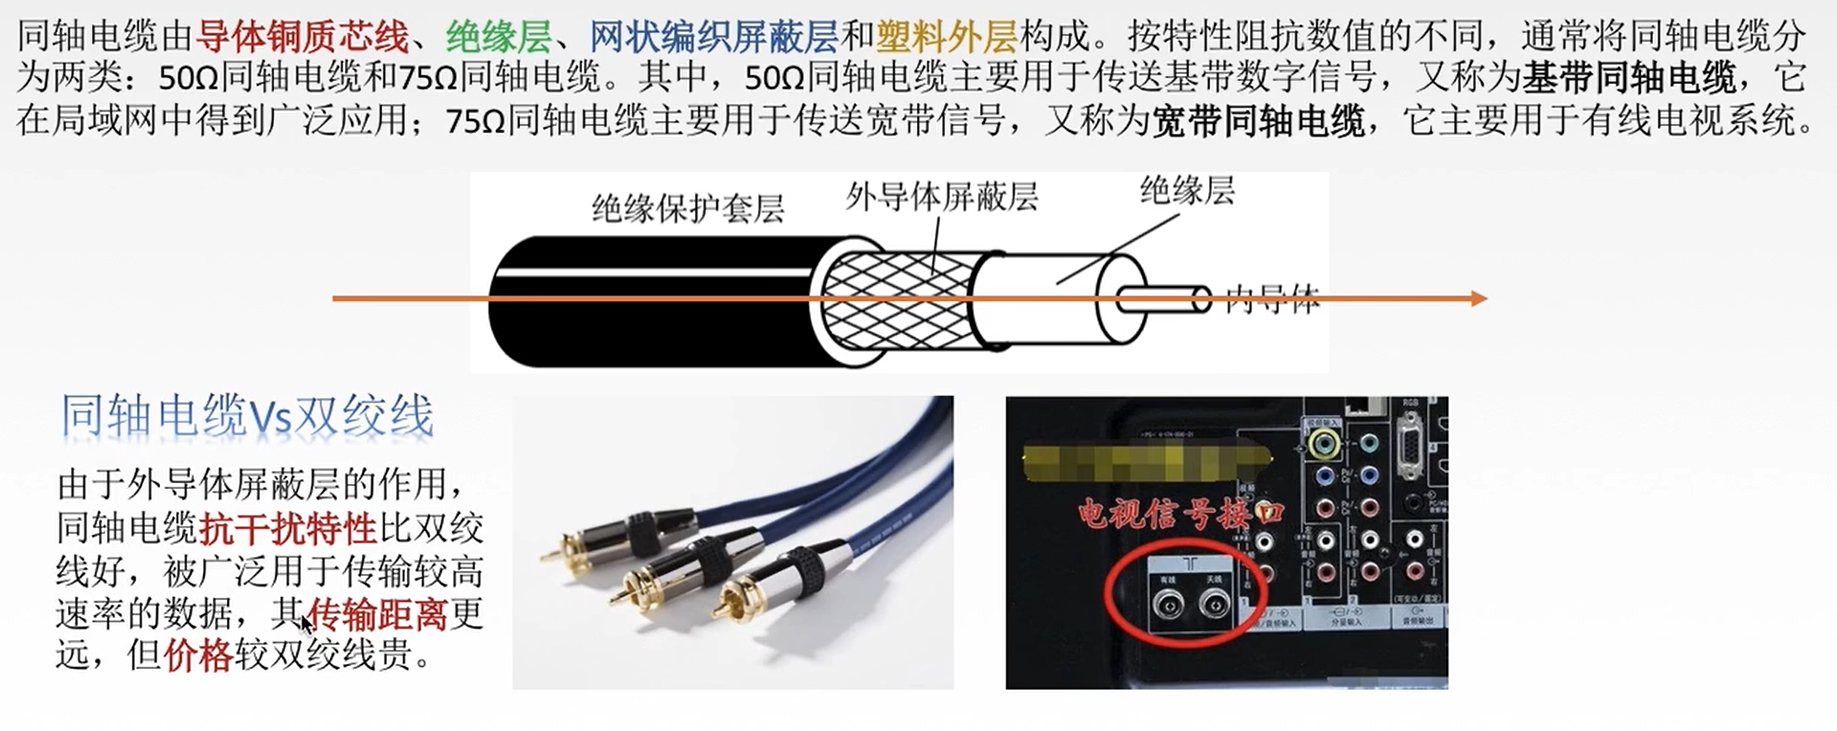 同轴电缆由导体铜质芯线、绝缘层、网状编织屏蔽层和塑料外层构成。按特性阻抗数值的不同，通常将同轴电缆分
为两类：50Ω同轴电缆和75Ω同轴电缆。其中，50Ω同轴电缆主要用于传送基带数字信号，又称为基带同轴电缆，它
在局域网中得到广泛应用；75Ω同轴电缆主要用于传送宽带信号，又称为宽带同轴电缆，它主要用于有线电视系统。
绝缘保护套层
外导体屏蔽层
绝缘层
内导体
同轴电缆Vs双绞线
由于外导体屏蔽层的作用，
同轴电缆抗干扰特性比双绞
线好，被广泛用于传输较高
速率的数据，其传输距离更
远，但价格较双绞线贵。
RGB
电视信号接口
有线
天线
分量输入
音频输出